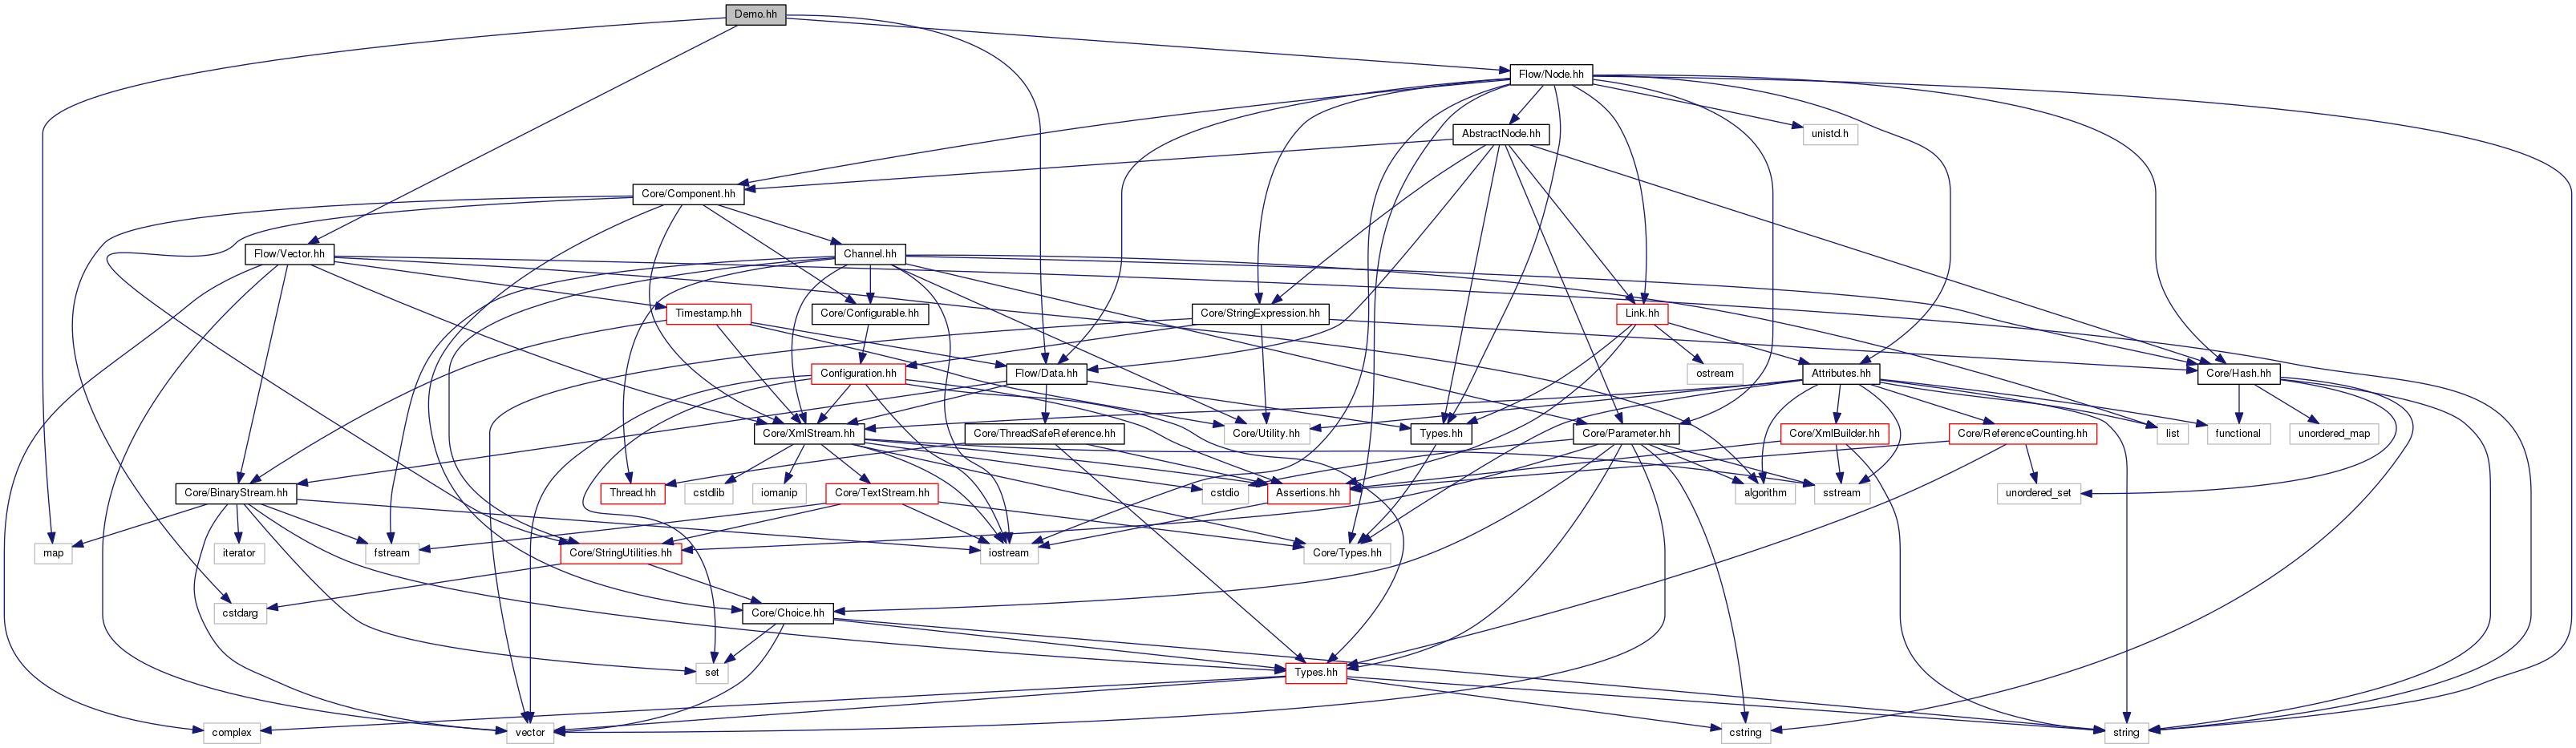 Demo.hh
Flow/Node.hh
AbstractNode.hh
unistd.h
Core/Component.hh
Flow/Vector.hh
Channel.hh
Timestamp.hh
Core/Configurable.hh
Core/StringExpression.hh
Link.hh
Configuration.hh
Flow/Data.hh
ostream
Attributes.hh
Core/Hash.hh
Core/XmlStream.hh
Core/ThreadSafeReference.hh
Core/Utility.hh
Types.hh
Core/Parameter.hh
Core/XmlBuilder.hh
Core/ReferenceCounting.hh
list
functional
unordered_map
Core/BinaryStream.hh
Thread.hh
cstdlib
iomanip
Core/TextStream.hh
cstdio
Assertions.hh
algorithm
sstream
unordered_set
map
iterator
fstream
Core/StringUtilities.hh
iostream
Core/Types.hh
cstdarg
Core/Choice.hh
set
Types.hh
complex
vector
cstring
string